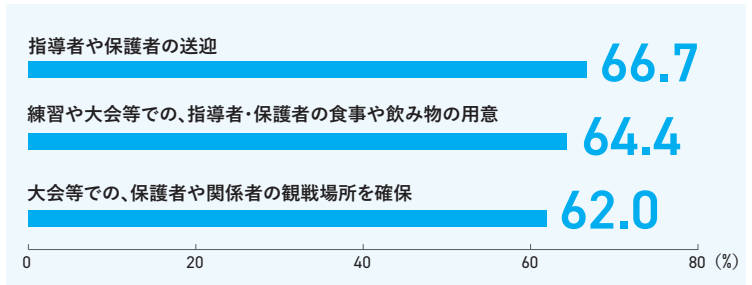 指導者や保護者の送迎
66.7
練習や大会等での、指導者・保護者の食事や飲み物の用意
64.4
大会等での、保護者や関係者の観戦場所を確保
62.0
0 20 40 60 80 (%)